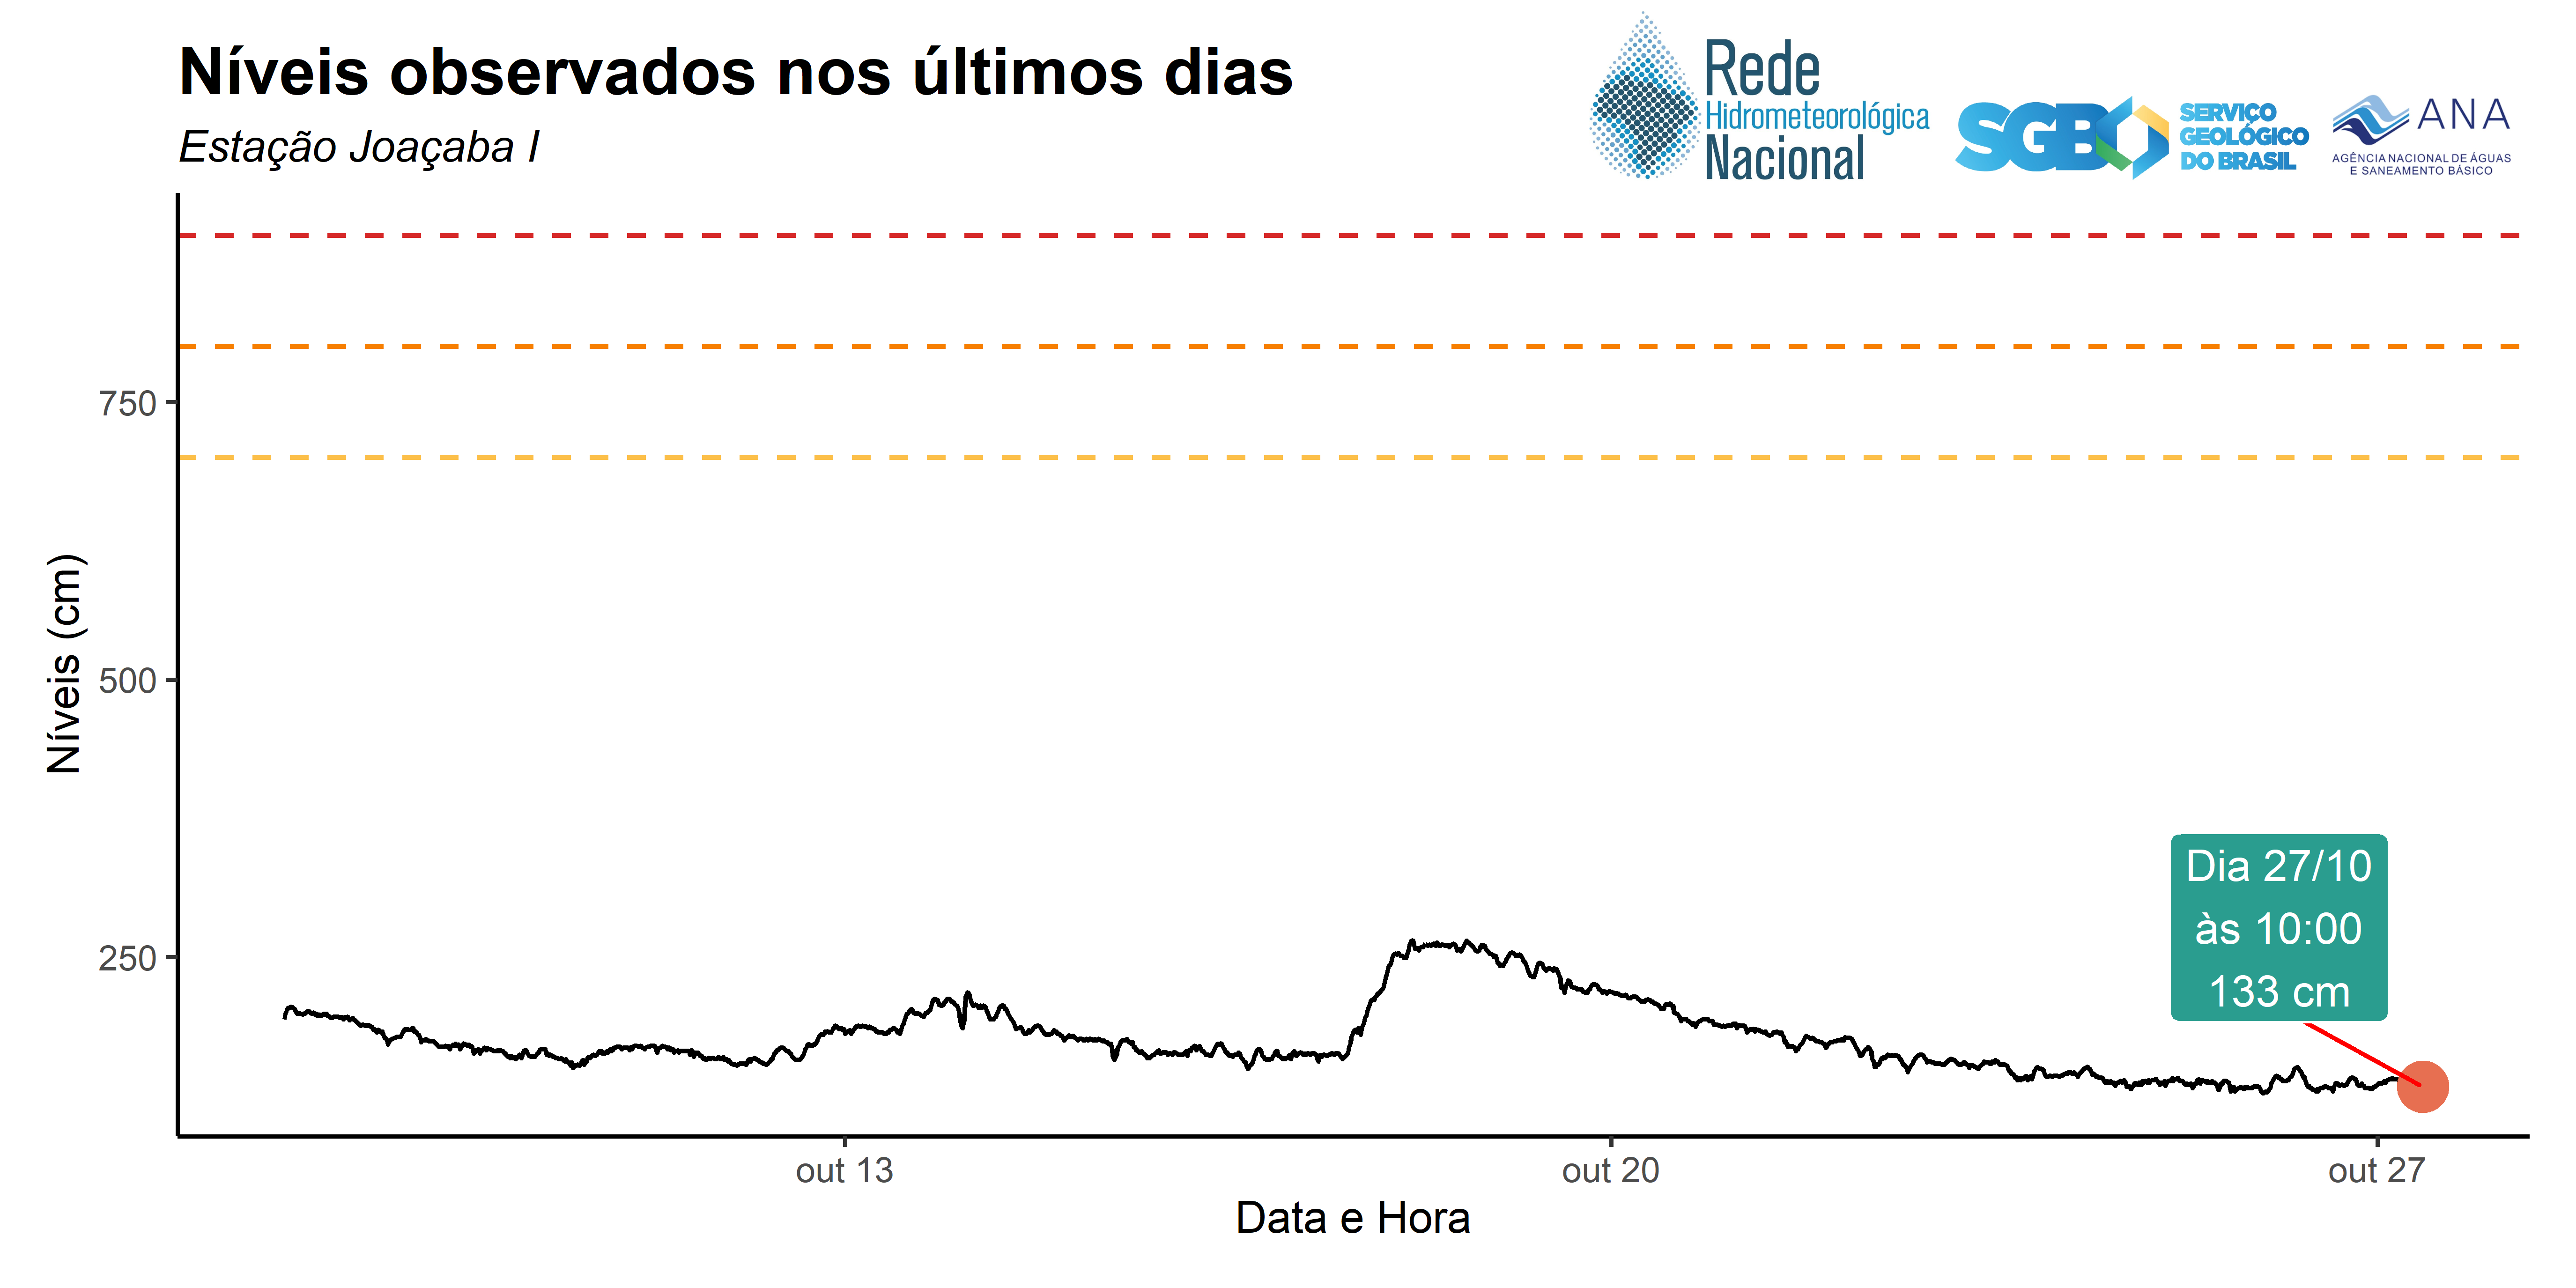 Níveis observados nos últimos dias
Estação Joaçaba I
Rede
Hidrometeorológica
Nacional
SGB
SERVIÇO
GEOLÓGICO
DO BRASIL
ANA
AGÊNCIA NACIONAL DE ÁGUAS
E SANEAMENTO BÁSICO
Níveis (cm)
750
500
250
Dia 27/10
às 10:00
133 cm
out 13
out 20
out 27
Data e Hora